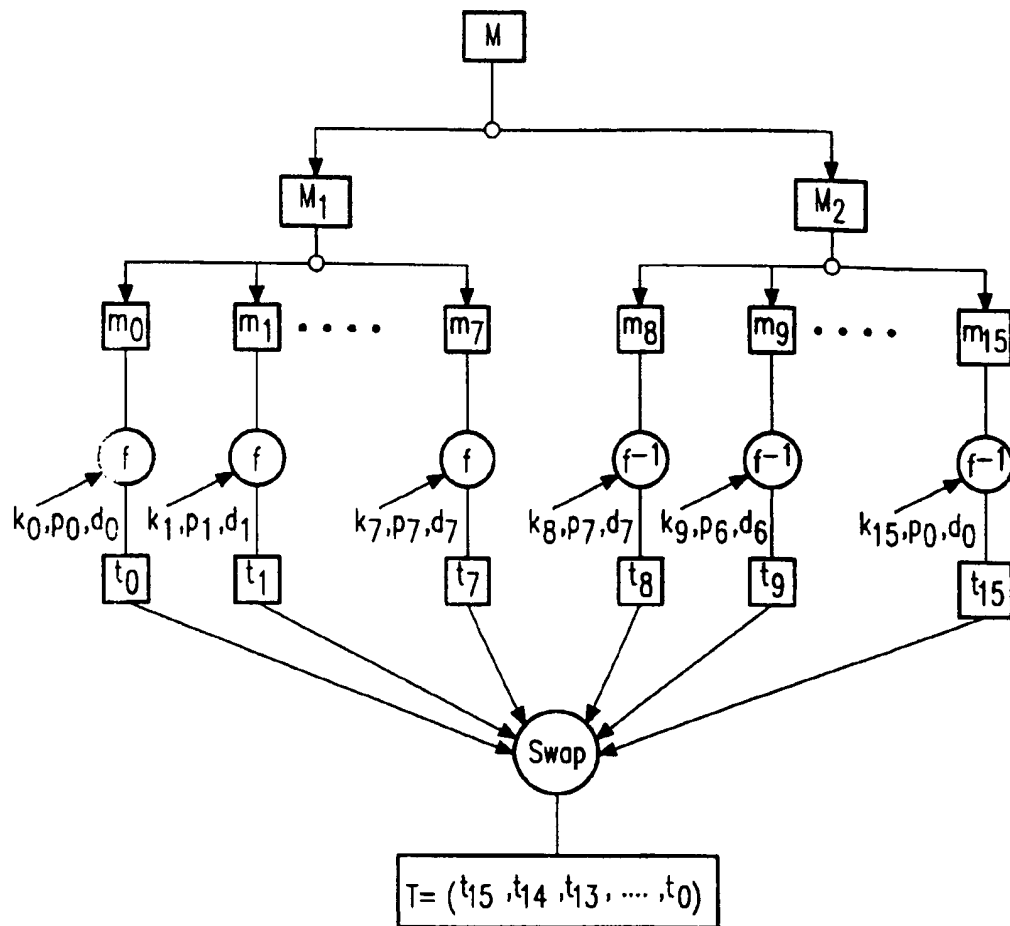 M
M1 M2
m0 m1 .... m7 m8 m9 .... m15
f f f f-1 f-1 f-1
k0,p0,d0 k1,p1,d1 k7,p7,d7 k8,p7,d7 k9,p6,d6 k15,p0,d0
t0 t1 t7 t8 t9 t15
Swap
T= (t15 ,t14 ,t13, .... ,t0)